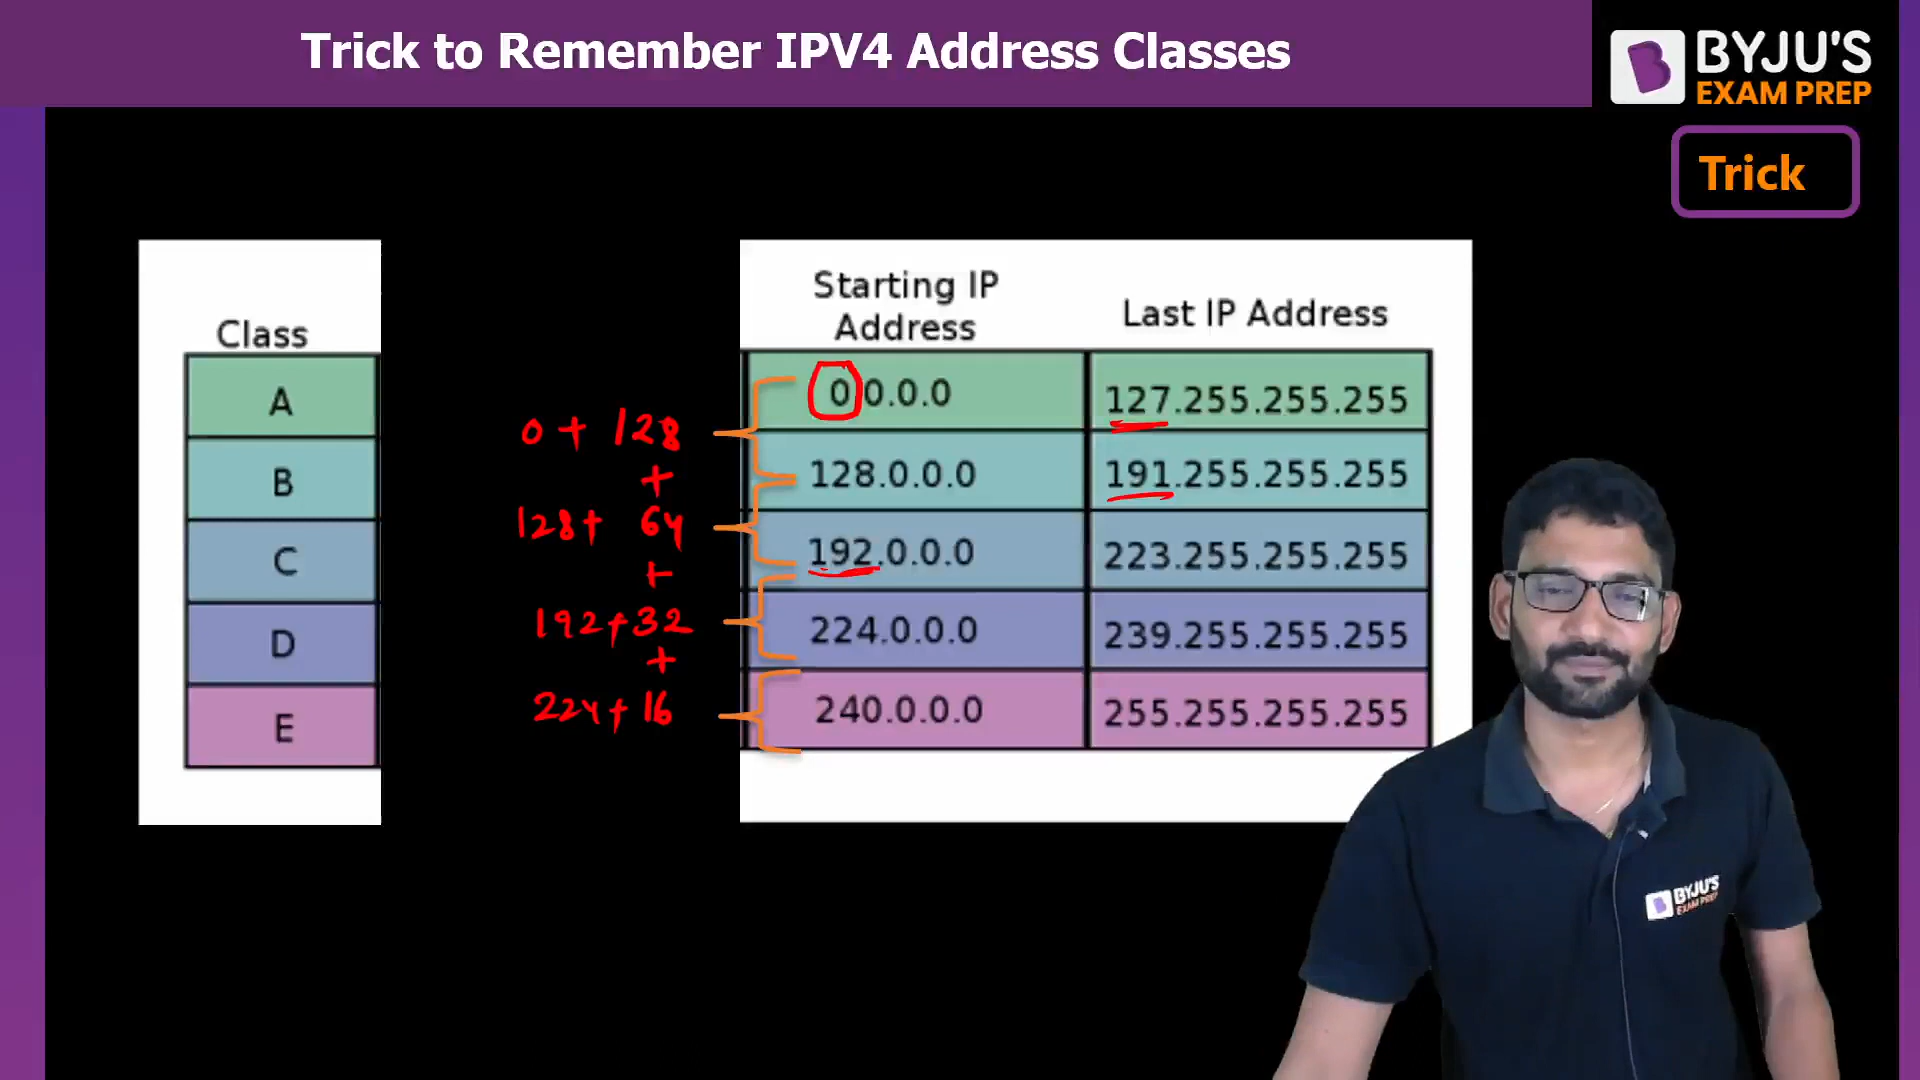 Trick to Remember IPV4 Address Classes
BYJU'S
EXAM PREP
Trick
Class
Starting IP
Address
Last IP Address
A
0.0.0.0
127.255.255.255
0 + 128
+
B
128.0.0.0
191.255.255.255
128 + 64
+
C
192.0.0.0
223.255.255.255
192 + 32
+
D
224.0.0.0
239.255.255.255
224 + 16
E
240.0.0.0
255.255.255.255
BYJU'S
EXAM PREP